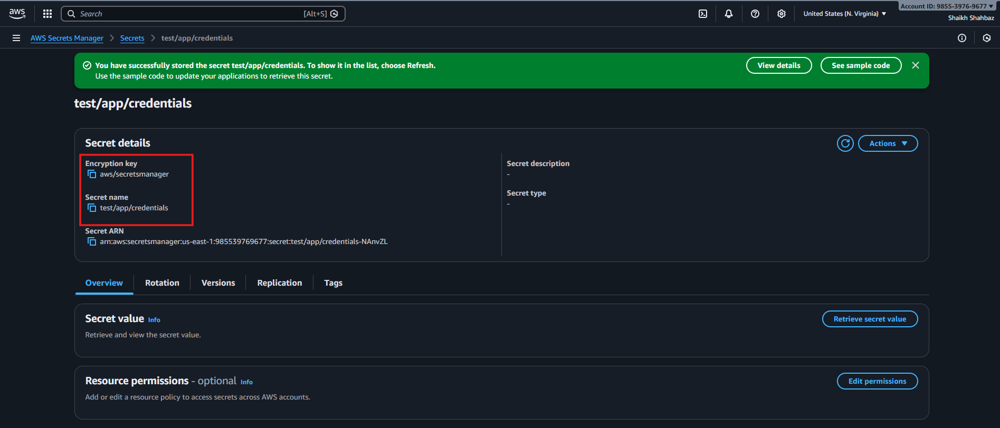 aws
Search [Alt+S]
United States (N. Virginia)
Account ID: 9855-3976-9677
Shaikh Shahbaz
AWS Secrets Manager
Secrets
test/app/credentials
You have successfully stored the secret test/app/credentials. To show it in the list, choose Refresh.
Use the sample code to update your applications to retrieve this secret.
View details
See sample code
test/app/credentials
Secret details
Actions
Encryption key
aws/secretsmanager
Secret name
test/app/credentials
Secret ARN
arn:aws:secretsmanager:us-east-1:985539769677:secret:test/app/credentials-NAnvZL
Secret description
-
Secret type
-
Overview
Rotation
Versions
Replication
Tags
Secret value Info
Retrieve and view the secret value.
Retrieve secret value
Resource permissions - optional Info
Add or edit a resource policy to access secrets across AWS accounts.
Edit permissions